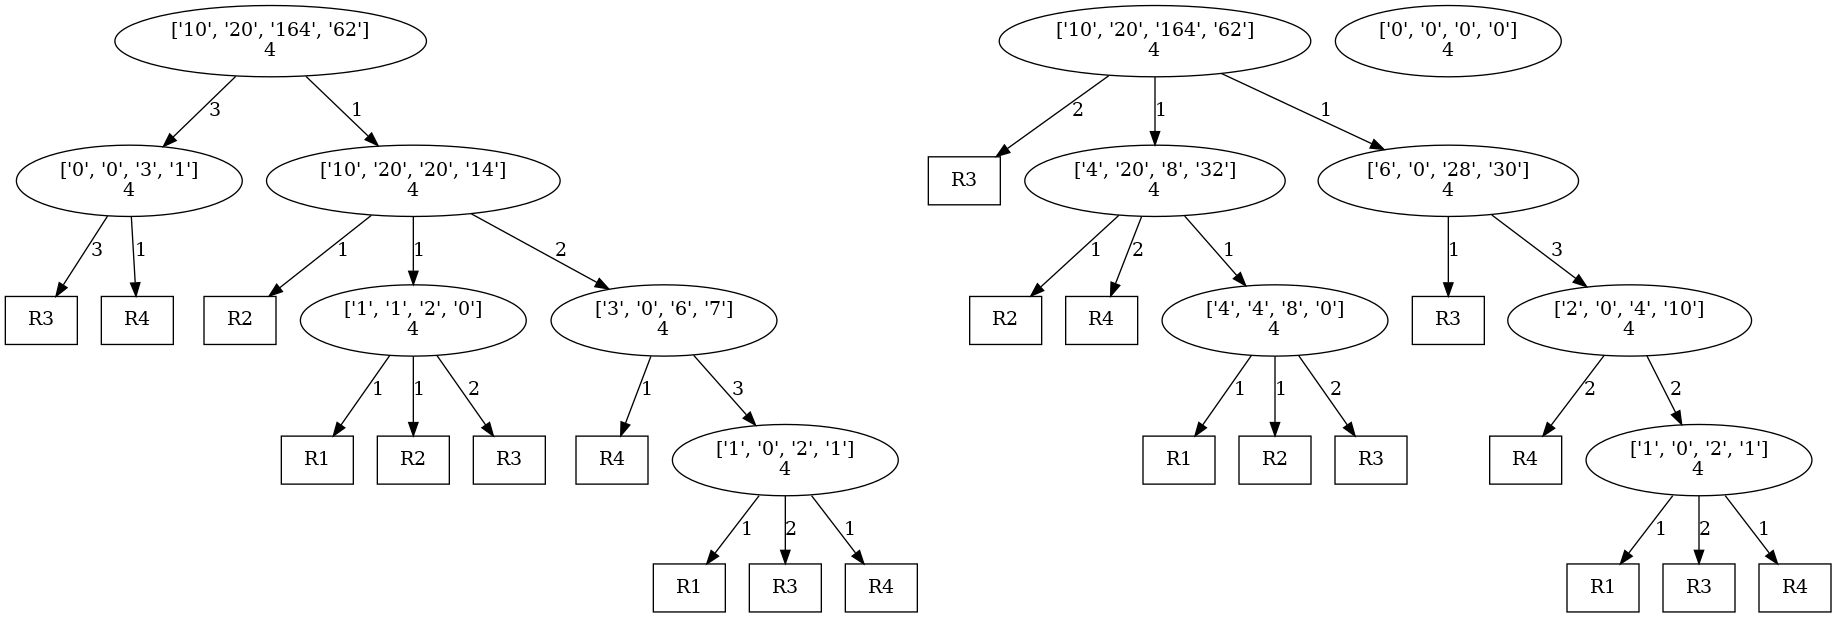 ['10', '20', '164', '62']
4
['10', '20', '164', '62']
4
['0', '0', '0', '0']
4
3
1
2
1
1
['0', '0', '3', '1']
4
['10', '20', '20', '14']
4
R3
['4', '20', '8', '32']
4
['6', '0', '28', '30']
4
3
1
1
1
2
1
2
1
1
3
R3
R4
R2
['1', '1', '2', '0']
4
['3', '0', '6', '7']
4
R2
R4
['4', '4', '8', '0']
4
R3
['2', '0', '4', '10']
4
1
1
2
1
3
1
1
2
2
2
R1
R2
R3
R4
['1', '0', '2', '1']
4
R1
R2
R3
R4
['1', '0', '2', '1']
4
1
2
1
1
2
1
R1
R3
R4
R1
R3
R4